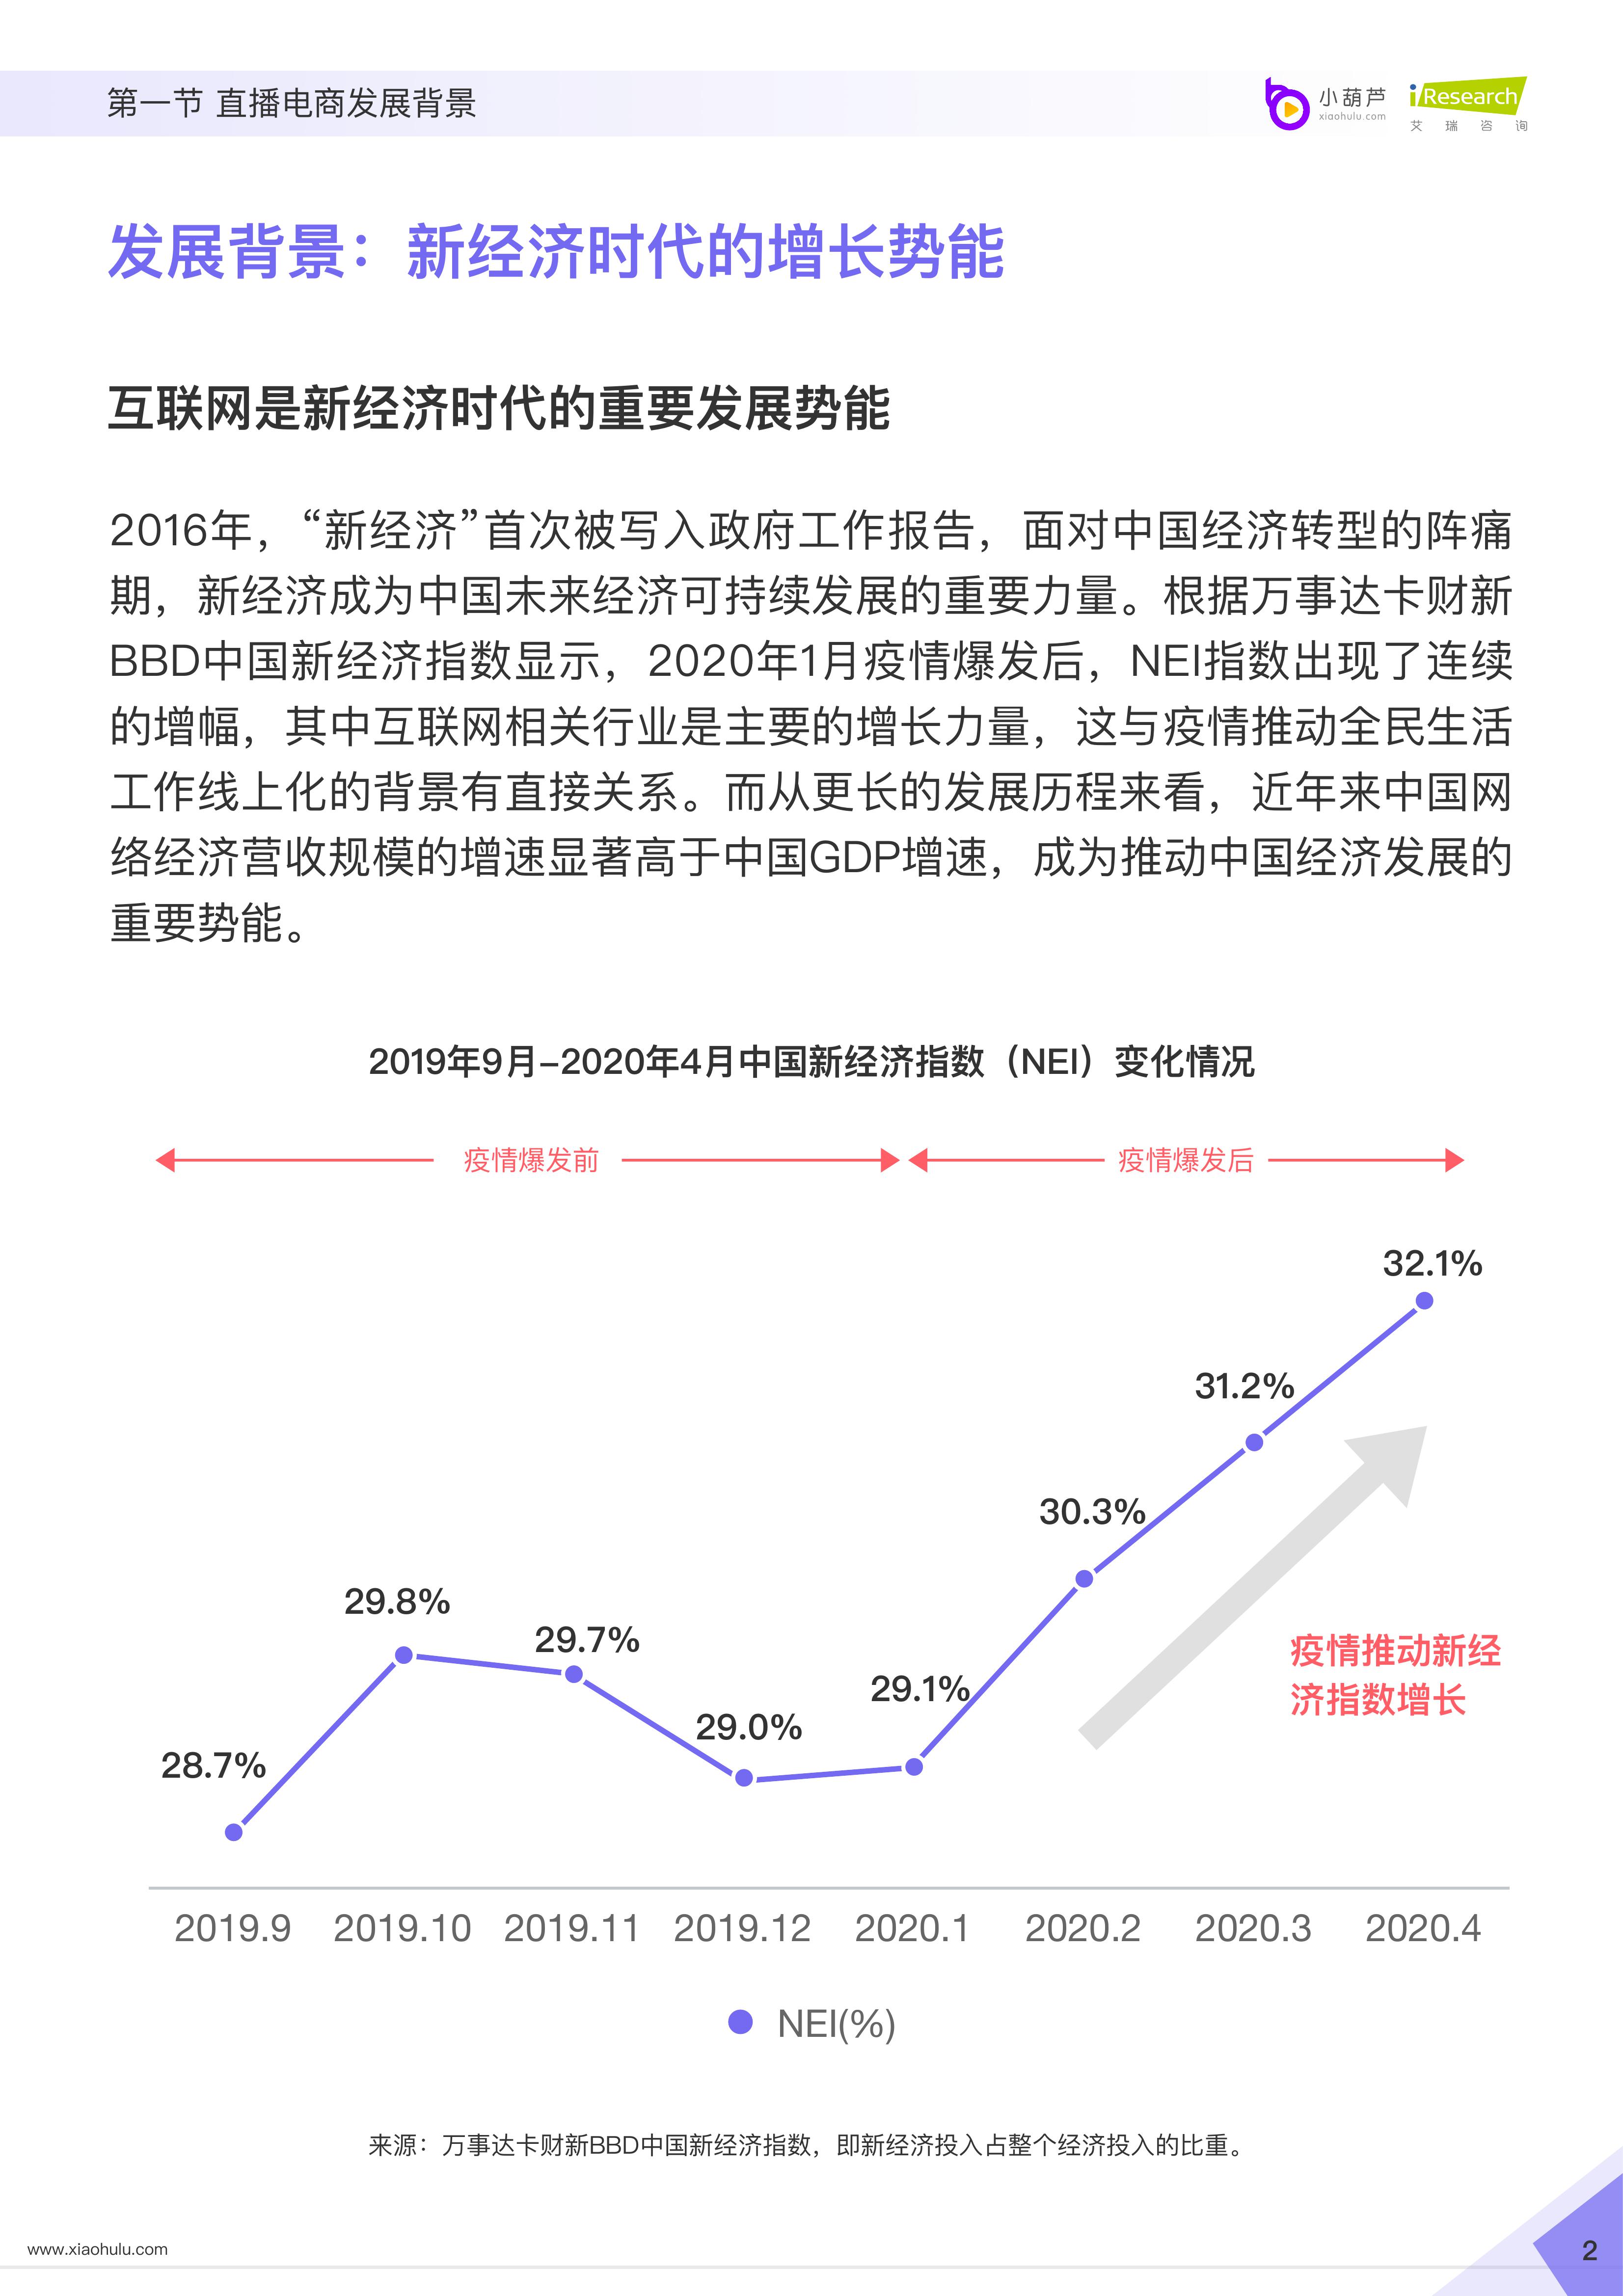 第一节 直播电商发展背景
小葫芦
xiaohulu.com
iResearch
艾瑞咨询
发展背景：新经济时代的增长势能
互联网是新经济时代的重要发展势能
2016年，“新经济”首次被写入政府工作报告，面对中国经济转型的阵痛
期，新经济成为中国未来经济可持续发展的重要力量。根据万事达卡财新
BBD中国新经济指数显示，2020年1月疫情爆发后，NEI指数出现了连续
的增幅，其中互联网相关行业是主要的增长力量，这与疫情推动全民生活
工作线上化的背景有直接关系。而从更长的发展历程来看，近年来中国网
络经济营收规模的增速显著高于中国GDP增速，成为推动中国经济发展的
重要势能。
2019年9月–2020年4月中国新经济指数（NEI）变化情况
疫情爆发前
疫情爆发后
28.7%
29.8%
29.7%
29.0%
29.1%
30.3%
31.2%
32.1%
疫情推动新经
济指数增长
2019.9 2019.10 2019.11 2019.12 2020.1 2020.2 2020.3 2020.4
NEI(%)
来源：万事达卡财新BBD中国新经济指数，即新经济投入占整个经济投入的比重。
www.xiaohulu.com
2